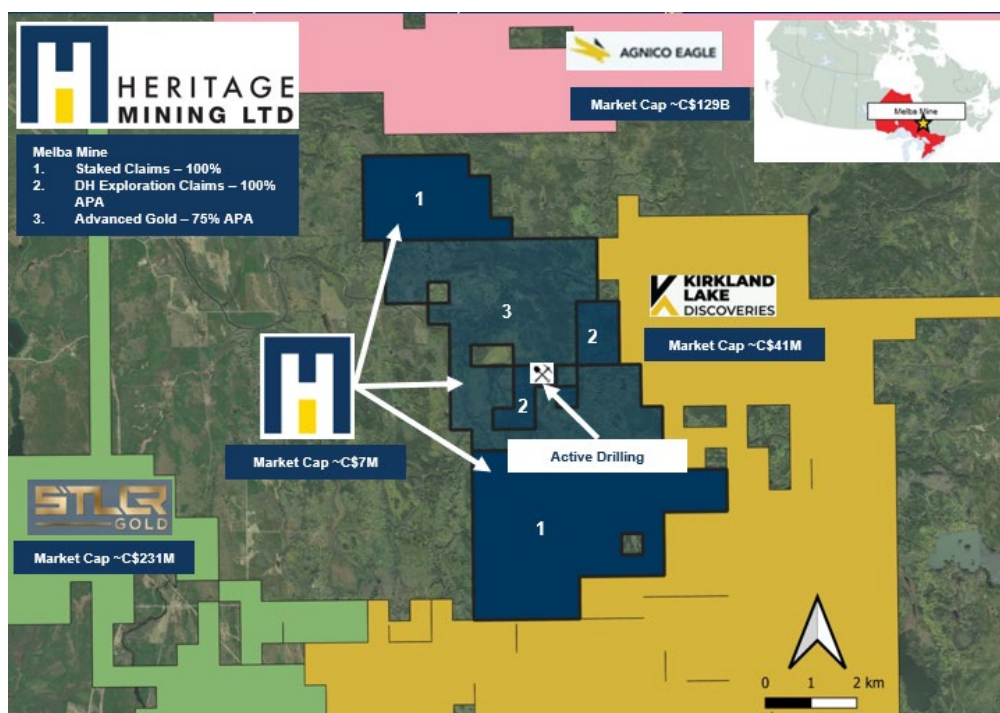 HERITAGE
MINING LTD
Melba Mine
1. Staked Claims – 100%
2. DH Exploration Claims – 100%
APA
3. Advanced Gold – 75% APA
AGNICO EAGLE
Market Cap ~C$129B
Melba Mine
1
3
2
2
1
KIRKLAND
LAKE
DISCOVERIES
Market Cap ~C$41M
Market Cap ~C$7M
Active Drilling
STLLR
GOLD
Market Cap ~C$231M
0 1 2 km